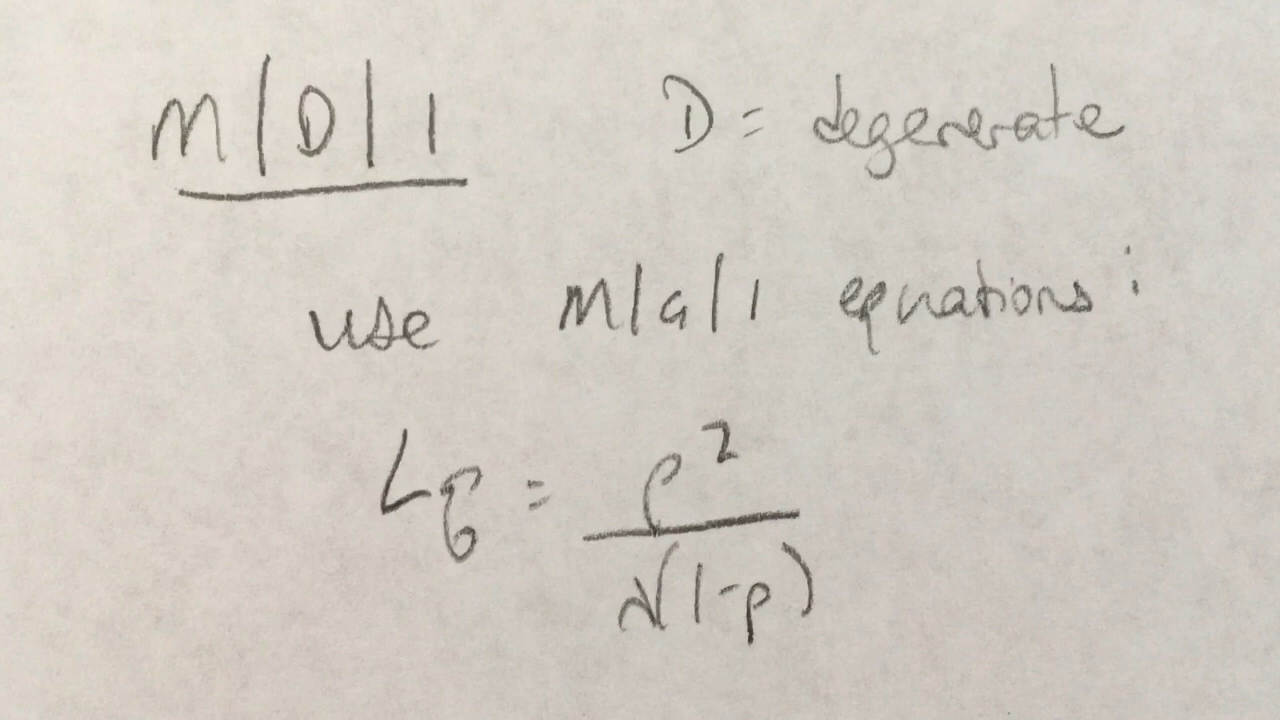 M|D|1 D = degenerate
use M|G|1 equations:
Lq = ρ²
2(1-ρ)